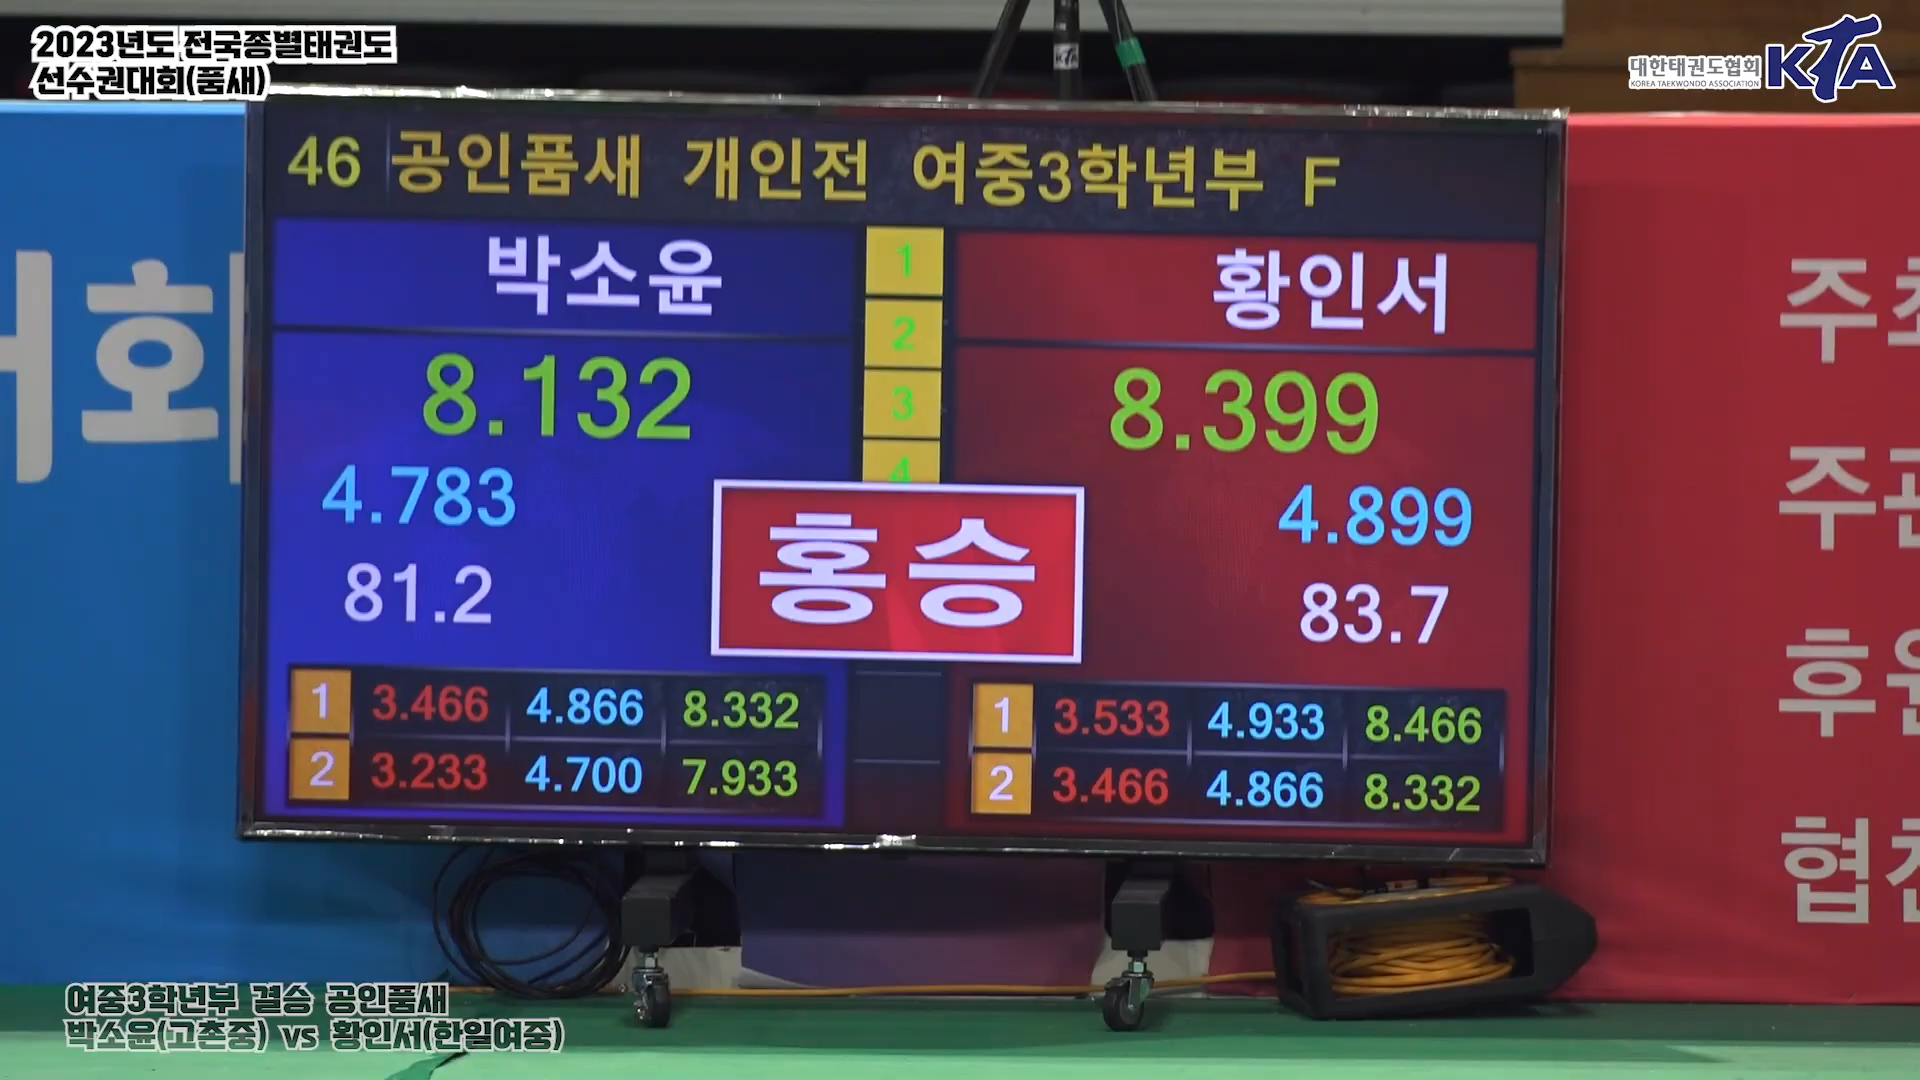 2023년도 전국종별태권도
선수권대회(품새)
대한태권도협회 KTA
KOREA TAEKWONDO ASSOCIATION
KTA
46 공인품새 개인전 여중3학년부 F
박소윤 1 황인서
2
8.132 3 8.399
4
4.783 4.899
홍승
81.2 83.7
1 3.466 4.866 8.332 1 3.533 4.933 8.466
2 3.233 4.700 7.933 2 3.466 4.866 8.332
회
주
주
후
협
여중3학년부 결승 공인품새
박소윤(고촌중) vs 황인서(한일여중)